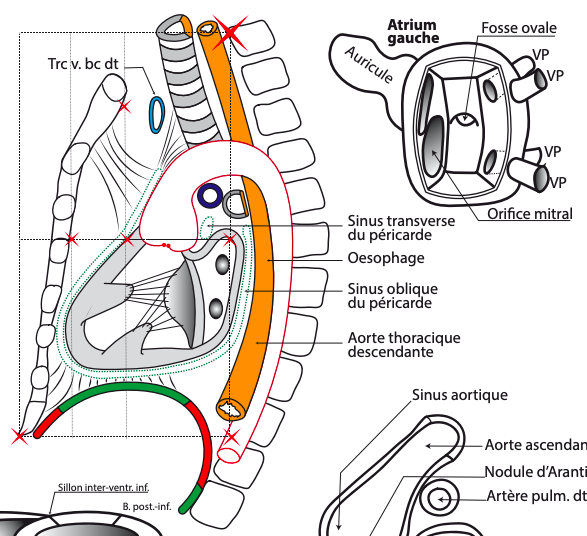 Atrium
gauche
Fosse ovale
Auricule
VP
VP
VP
VP
Orifice mitral
Trc v. bc dt
Sinus transverse
du péricarde
Oesophage
Sinus oblique
du péricarde
Aorte thoracique
descendante
Sinus aortique
Aorte ascendan
Nodule d'Aranti
Artère pulm. dt
Sillon inter-ventr. inf.
B. post.-inf.